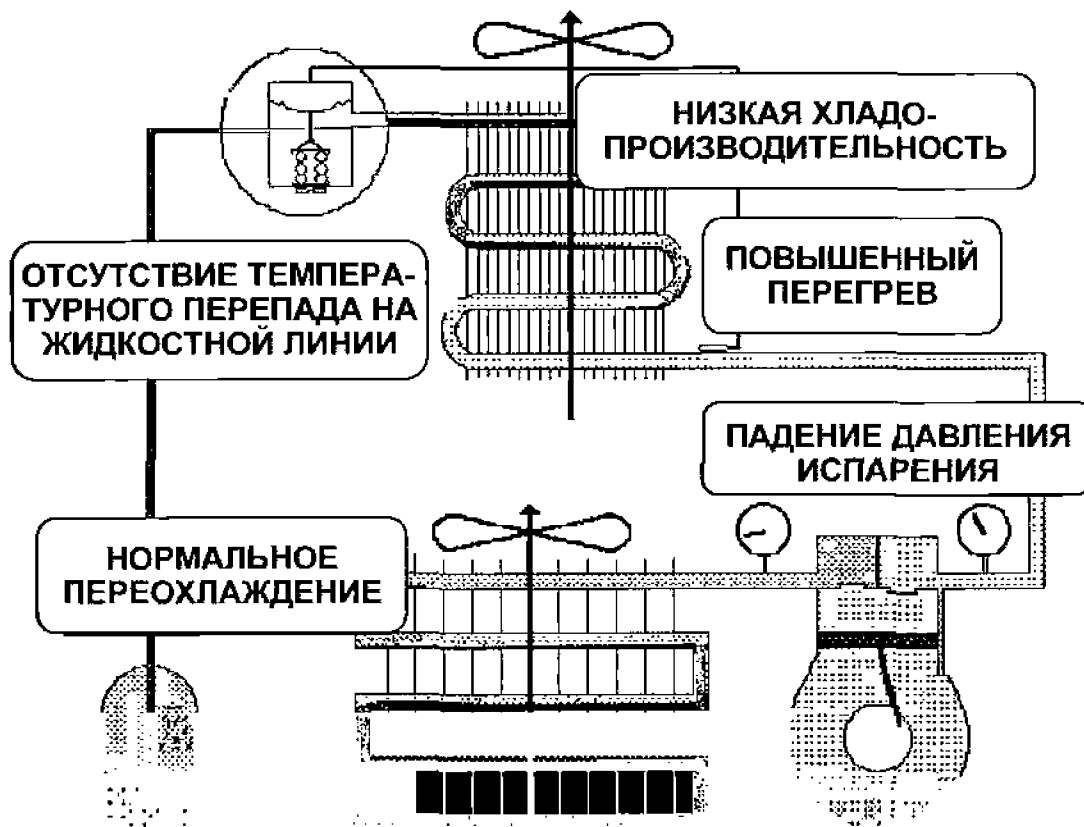 НИЗКАЯ ХЛАДО-
ПРОИЗВОДИТЕЛЬНОСТЬ
ОТСУТСТВИЕ ТЕМПЕРА-
ТУРНОГО ПЕРЕПАДА НА
ЖИДКОСТНОЙ ЛИНИИ
ПОВЫШЕННЫЙ
ПЕРЕГРЕВ
ПАДЕНИЕ ДАВЛЕНИЯ
ИСПАРЕНИЯ
НОРМАЛЬНОЕ
ПЕРЕОХЛАЖДЕНИЕ